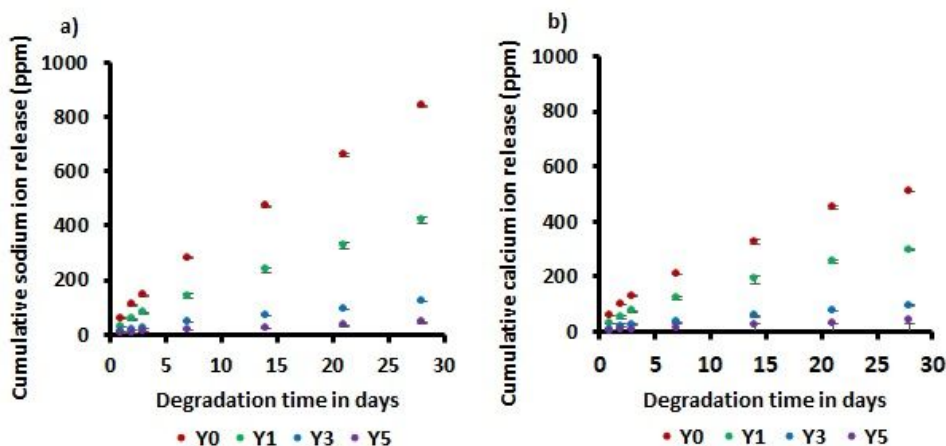 a)
Cumulative sodium ion release (ppm)
1000
800
600
400
200
0
0 5 10 15 20 25 30
Degradation time in days
Y0 Y1 Y3 Y5
b)
Cumulative calcium ion release (ppm)
1000
800
600
400
200
0
0 5 10 15 20 25 30
Degradation time in days
Y0 Y1 Y3 Y5